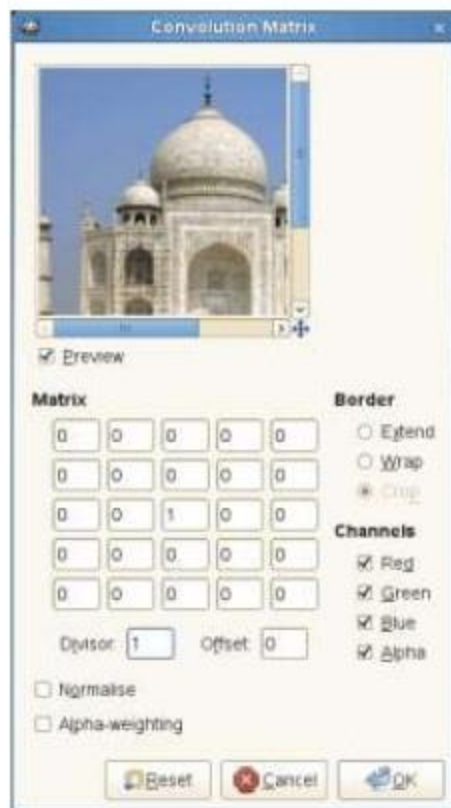 Convolution Matrix
Preview
Matrix
0 0 0 0 0
0 0 0 0 0
0 0 1 0 0
0 0 0 0 0
0 0 0 0 0
Divisor: 1 Offset: 0
Normalise
Alpha-weighting
Border
Extend
Wrap
Crop
Channels
Red
Green
Blue
Alpha
Reset Cancel OK